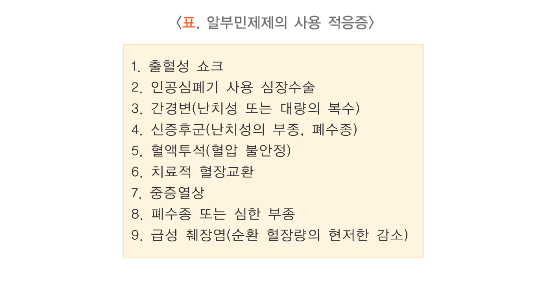 〈표. 알부민제제의 사용 적응증〉
1. 출혈성 쇼크
2. 인공심폐기 사용 심장수술
3. 간경변(난치성 또는 대량의 복수)
4. 신증후군(난치성의 부종, 폐수종)
5. 혈액투석(혈압 불안정)
6. 치료적 혈장교환
7. 중증열상
8. 폐수종 또는 심한 부종
9. 급성 췌장염(순환 혈장량의 현저한 감소)